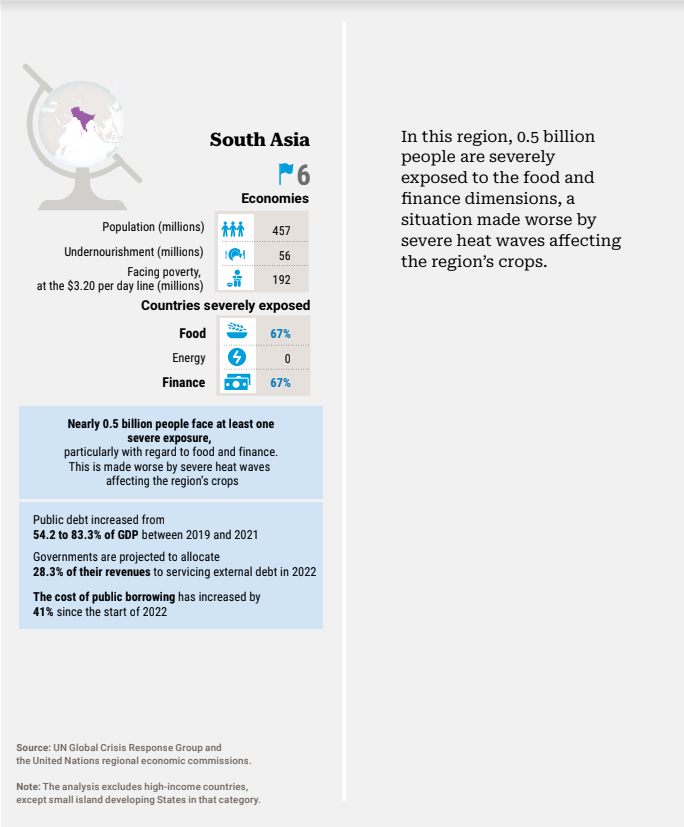 South Asia
6
Economies
Population (millions) 457
Undernourishment (millions) 56
Facing poverty,
at the $3.20 per day line (millions) 192
Countries severely exposed
Food 67%
Energy 0
Finance 67%
Nearly 0.5 billion people face at least one
severe exposure,
particularly with regard to food and finance.
This is made worse by severe heat waves
affecting the region's crops
Public debt increased from
54.2 to 83.3% of GDP between 2019 and 2021
Governments are projected to allocate
28.3% of their revenues to servicing external debt in 2022
The cost of public borrowing has increased by
41% since the start of 2022
Source: UN Global Crisis Response Group and
the United Nations regional economic commissions.
Note: The analysis excludes high-income countries,
except small island developing States in that category.
In this region, 0.5 billion
people are severely
exposed to the food and
finance dimensions, a
situation made worse by
severe heat waves affecting
the region's crops.